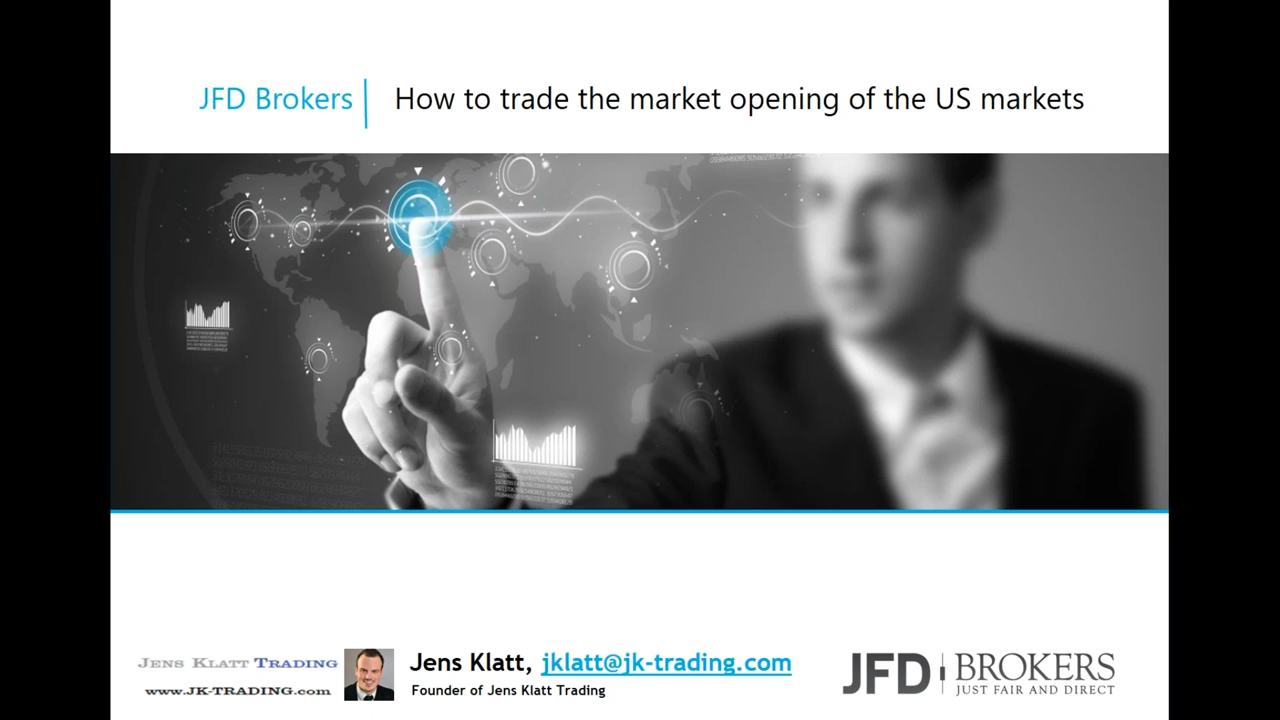 JFD Brokers
How to trade the market opening of the US markets
JENS KLATT TRADING
www.JK-TRADING.com
Jens Klatt, jklatt@jk-trading.com
Founder of Jens Klatt Trading
JFD BROKERS
JUST FAIR AND DIRECT